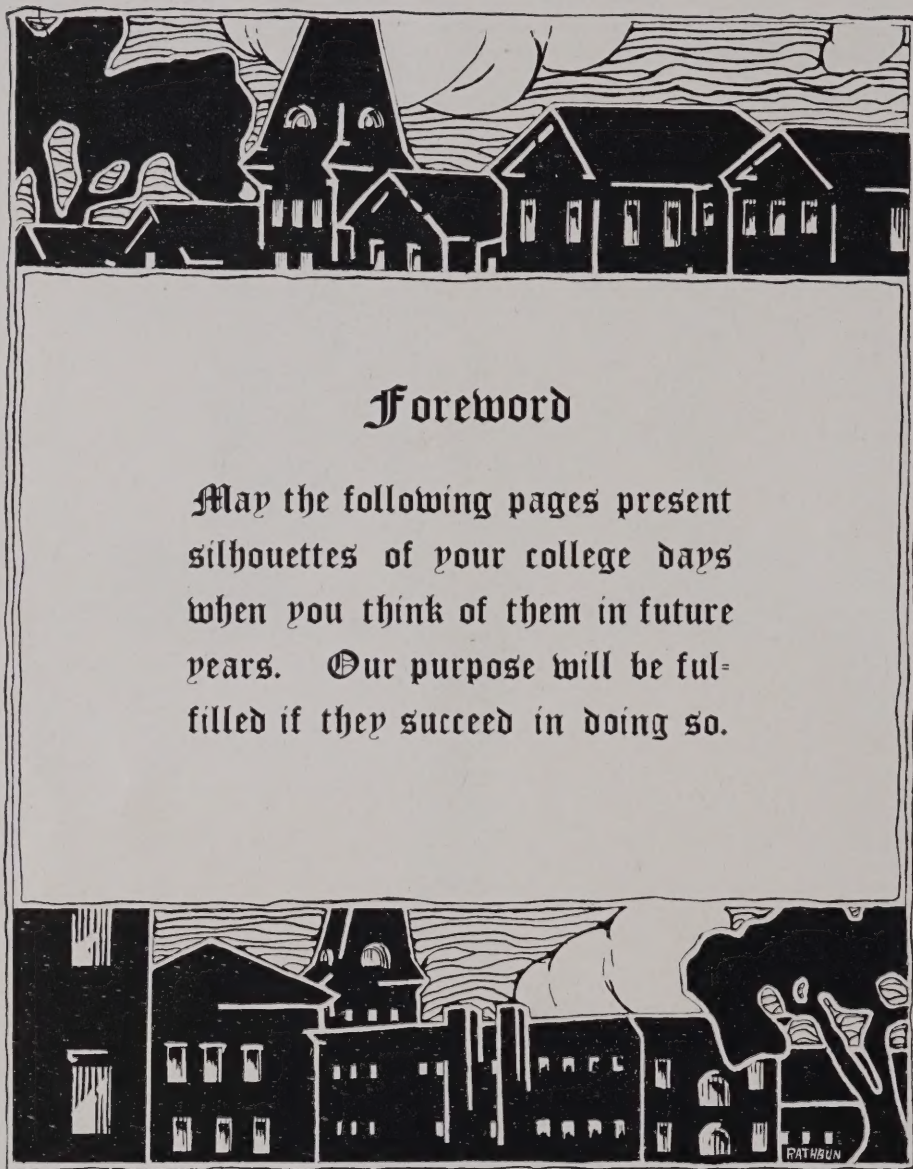 Foreword
May the following pages present
silhouettes of your college days
when you think of them in future
years. Our purpose will be ful=
filled if they succeed in doing so.
RATHBUN